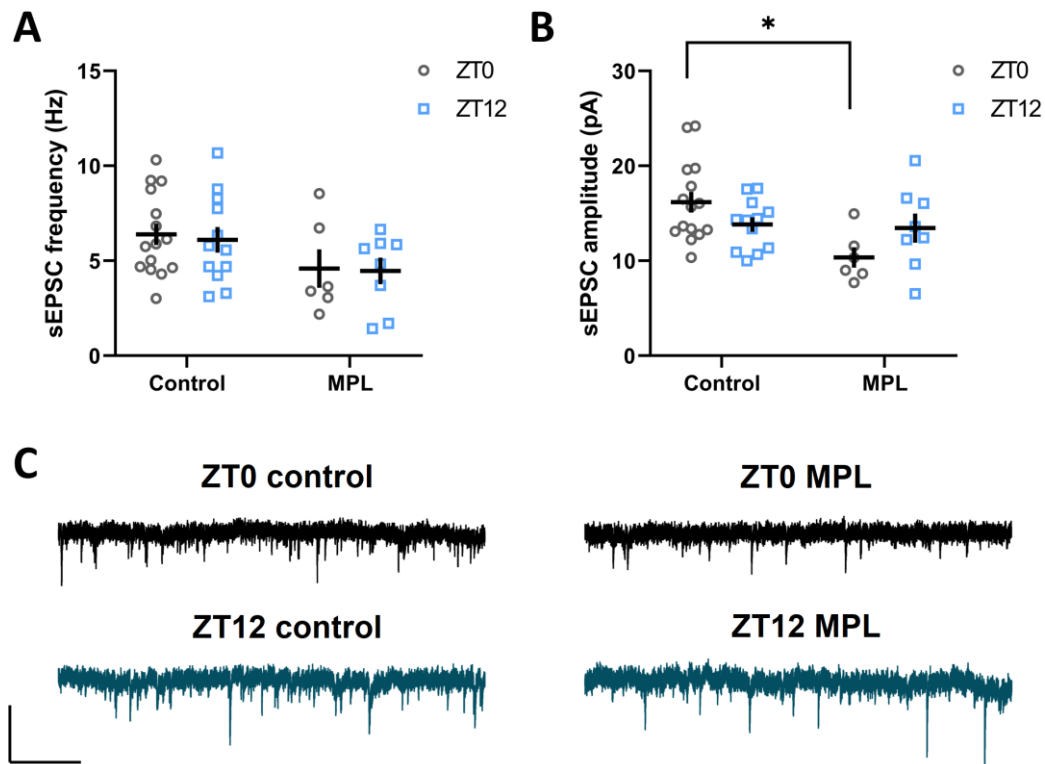 A
sEPSC frequency (Hz)
15
10
5
0
Control
MPL
ZT0
ZT12
B
*
sEPSC amplitude (pA)
30
20
10
0
Control
MPL
ZT0
ZT12
C
ZT0 control
ZT0 MPL
ZT12 control
ZT12 MPL